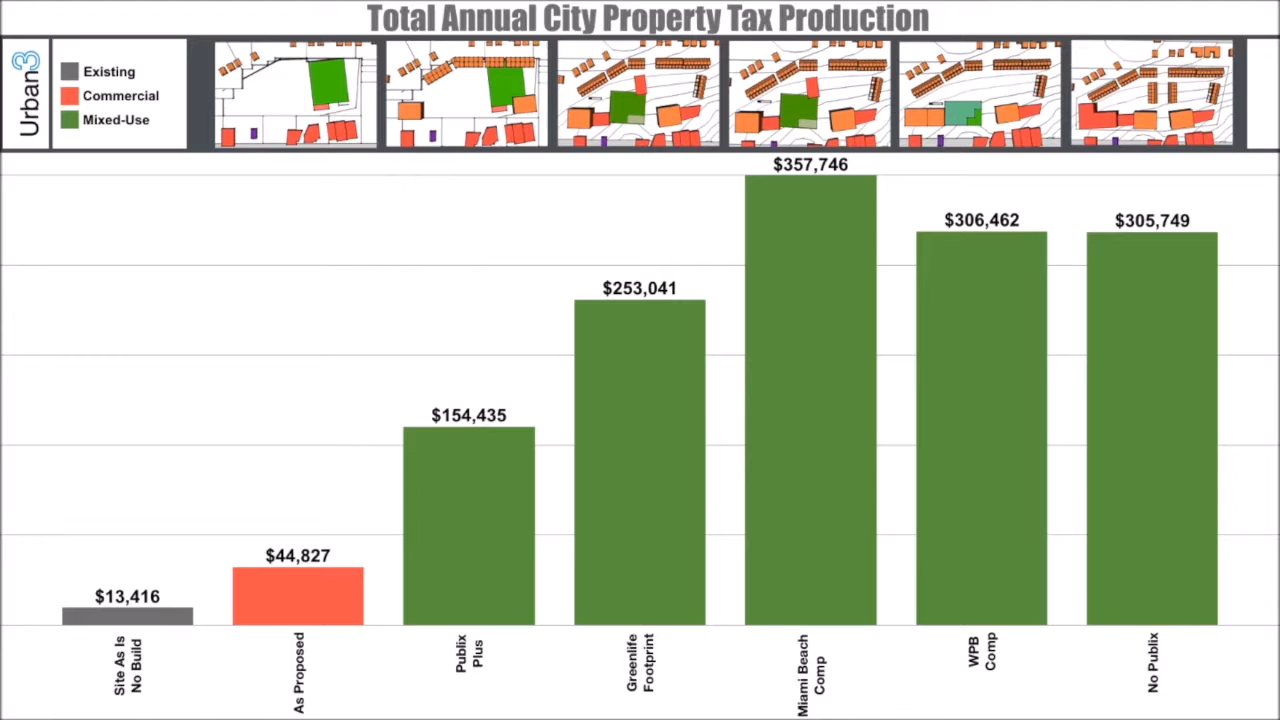 Total Annual City Property Tax Production
Urban3
Existing
Commercial
Mixed-Use
$13,416
$44,827
$154,435
$253,041
$357,746
$306,462
$305,749
Site As Is
No Build
As Proposed
Publix
Plus
Greenlife
Footprint
Miami Beach
Comp
WPB
Comp
No Publix